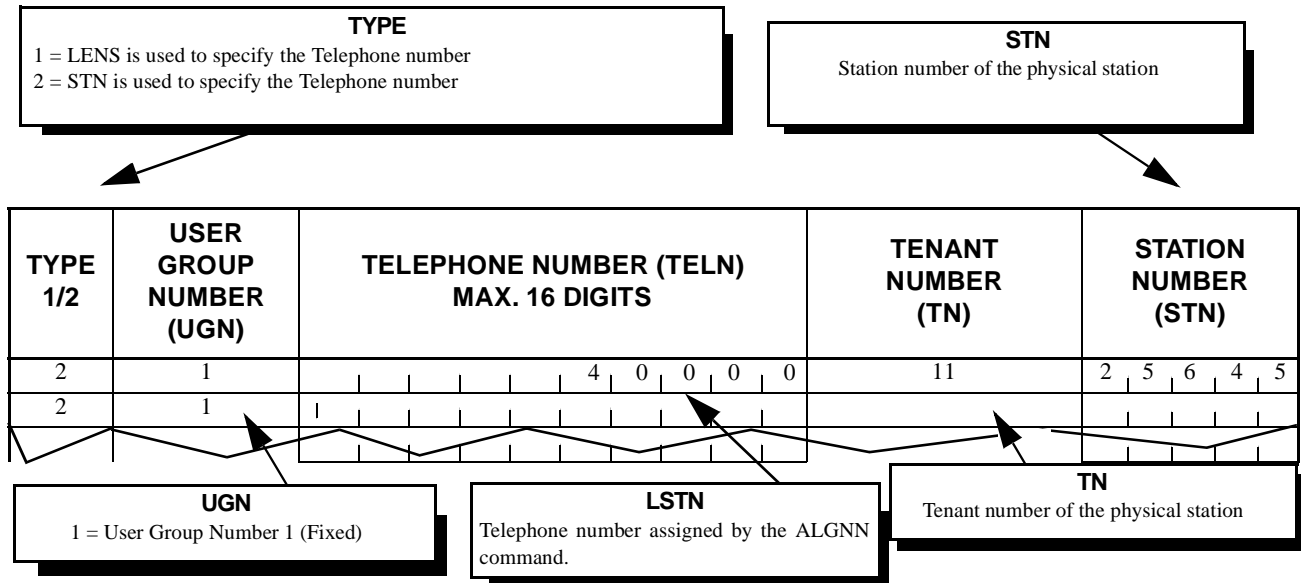 TYPE
1 = LENS is used to specify the Telephone number
2 = STN is used to specify the Telephone number
STN
Station number of the physical station
TYPE
1/2
USER
GROUP
NUMBER
(UGN)
TELEPHONE NUMBER (TELN)
MAX. 16 DIGITS
TENANT
NUMBER
(TN)
STATION
NUMBER
(STN)
2 1 4 0 0 0 0 11 2 5 6 4 5
2 1
UGN
1 = User Group Number 1 (Fixed)
LSTN
Telephone number assigned by the ALGNN
command.
TN
Tenant number of the physical station